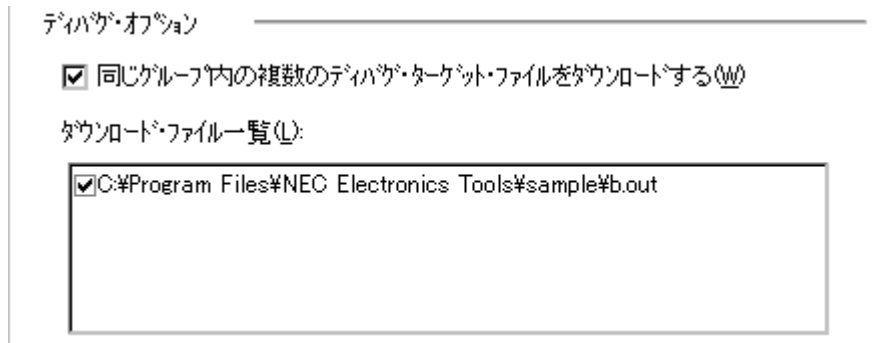 ﾃﾞｨﾊﾞｸﾞ･ｵﾌﾟｼｮﾝ
同じｸﾞﾙｰﾌﾟ内の複数のﾃﾞｨﾊﾞｸﾞ･ﾀｰｹﾞｯﾄ･ﾌｧｲﾙをﾀﾞｳﾝﾛｰﾄﾞする(W)
ﾀﾞｳﾝﾛｰﾄﾞ･ﾌｧｲﾙ一覧(L):
C:¥Program Files¥NEC Electronics Tools¥sample¥b.out